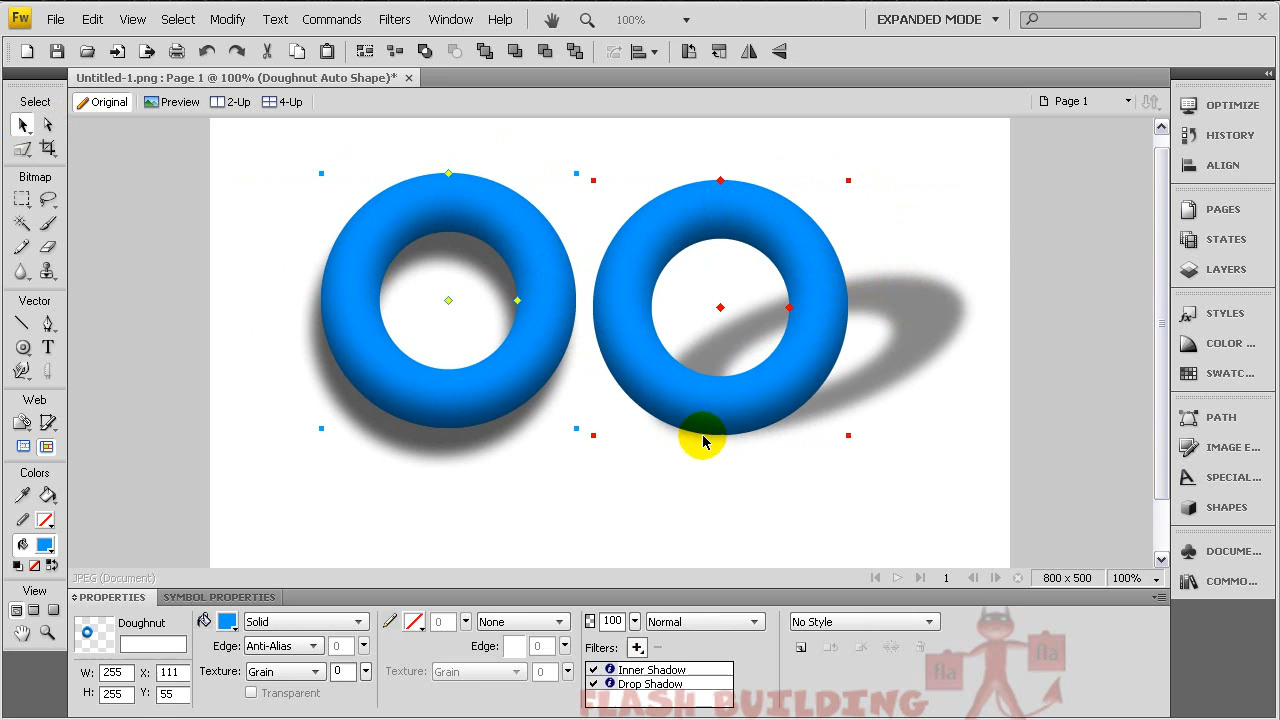 Fw File Edit View Select Modify Text Commands Filters Window Help 100% EXPANDED MODE
Untitled-1.png : Page 1 @ 100% (Doughnut Auto Shape)*
Original Preview 2-Up 4-Up Page 1
Select
Bitmap
Vector
Web
Colors
View
OPTIMIZE
HISTORY
ALIGN
PAGES
STATES
LAYERS
STYLES
COLOR ...
SWATC...
PATH
IMAGE E...
SPECIAL...
SHAPES
DOCUME...
COMMO...
JPEG (Document) 1 800 x 500 100%
PROPERTIES SYMBOL PROPERTIES
Doughnut Solid 0 None 100 Normal No Style
Edge: Anti-Alias 0 Edge: 0 Filters:
W: 255 X: 111 Texture: Grain 0 Texture: Grain 0 Inner Shadow
H: 255 Y: 55 Transparent Drop Shadow
fla fla
FLASH BUILDING